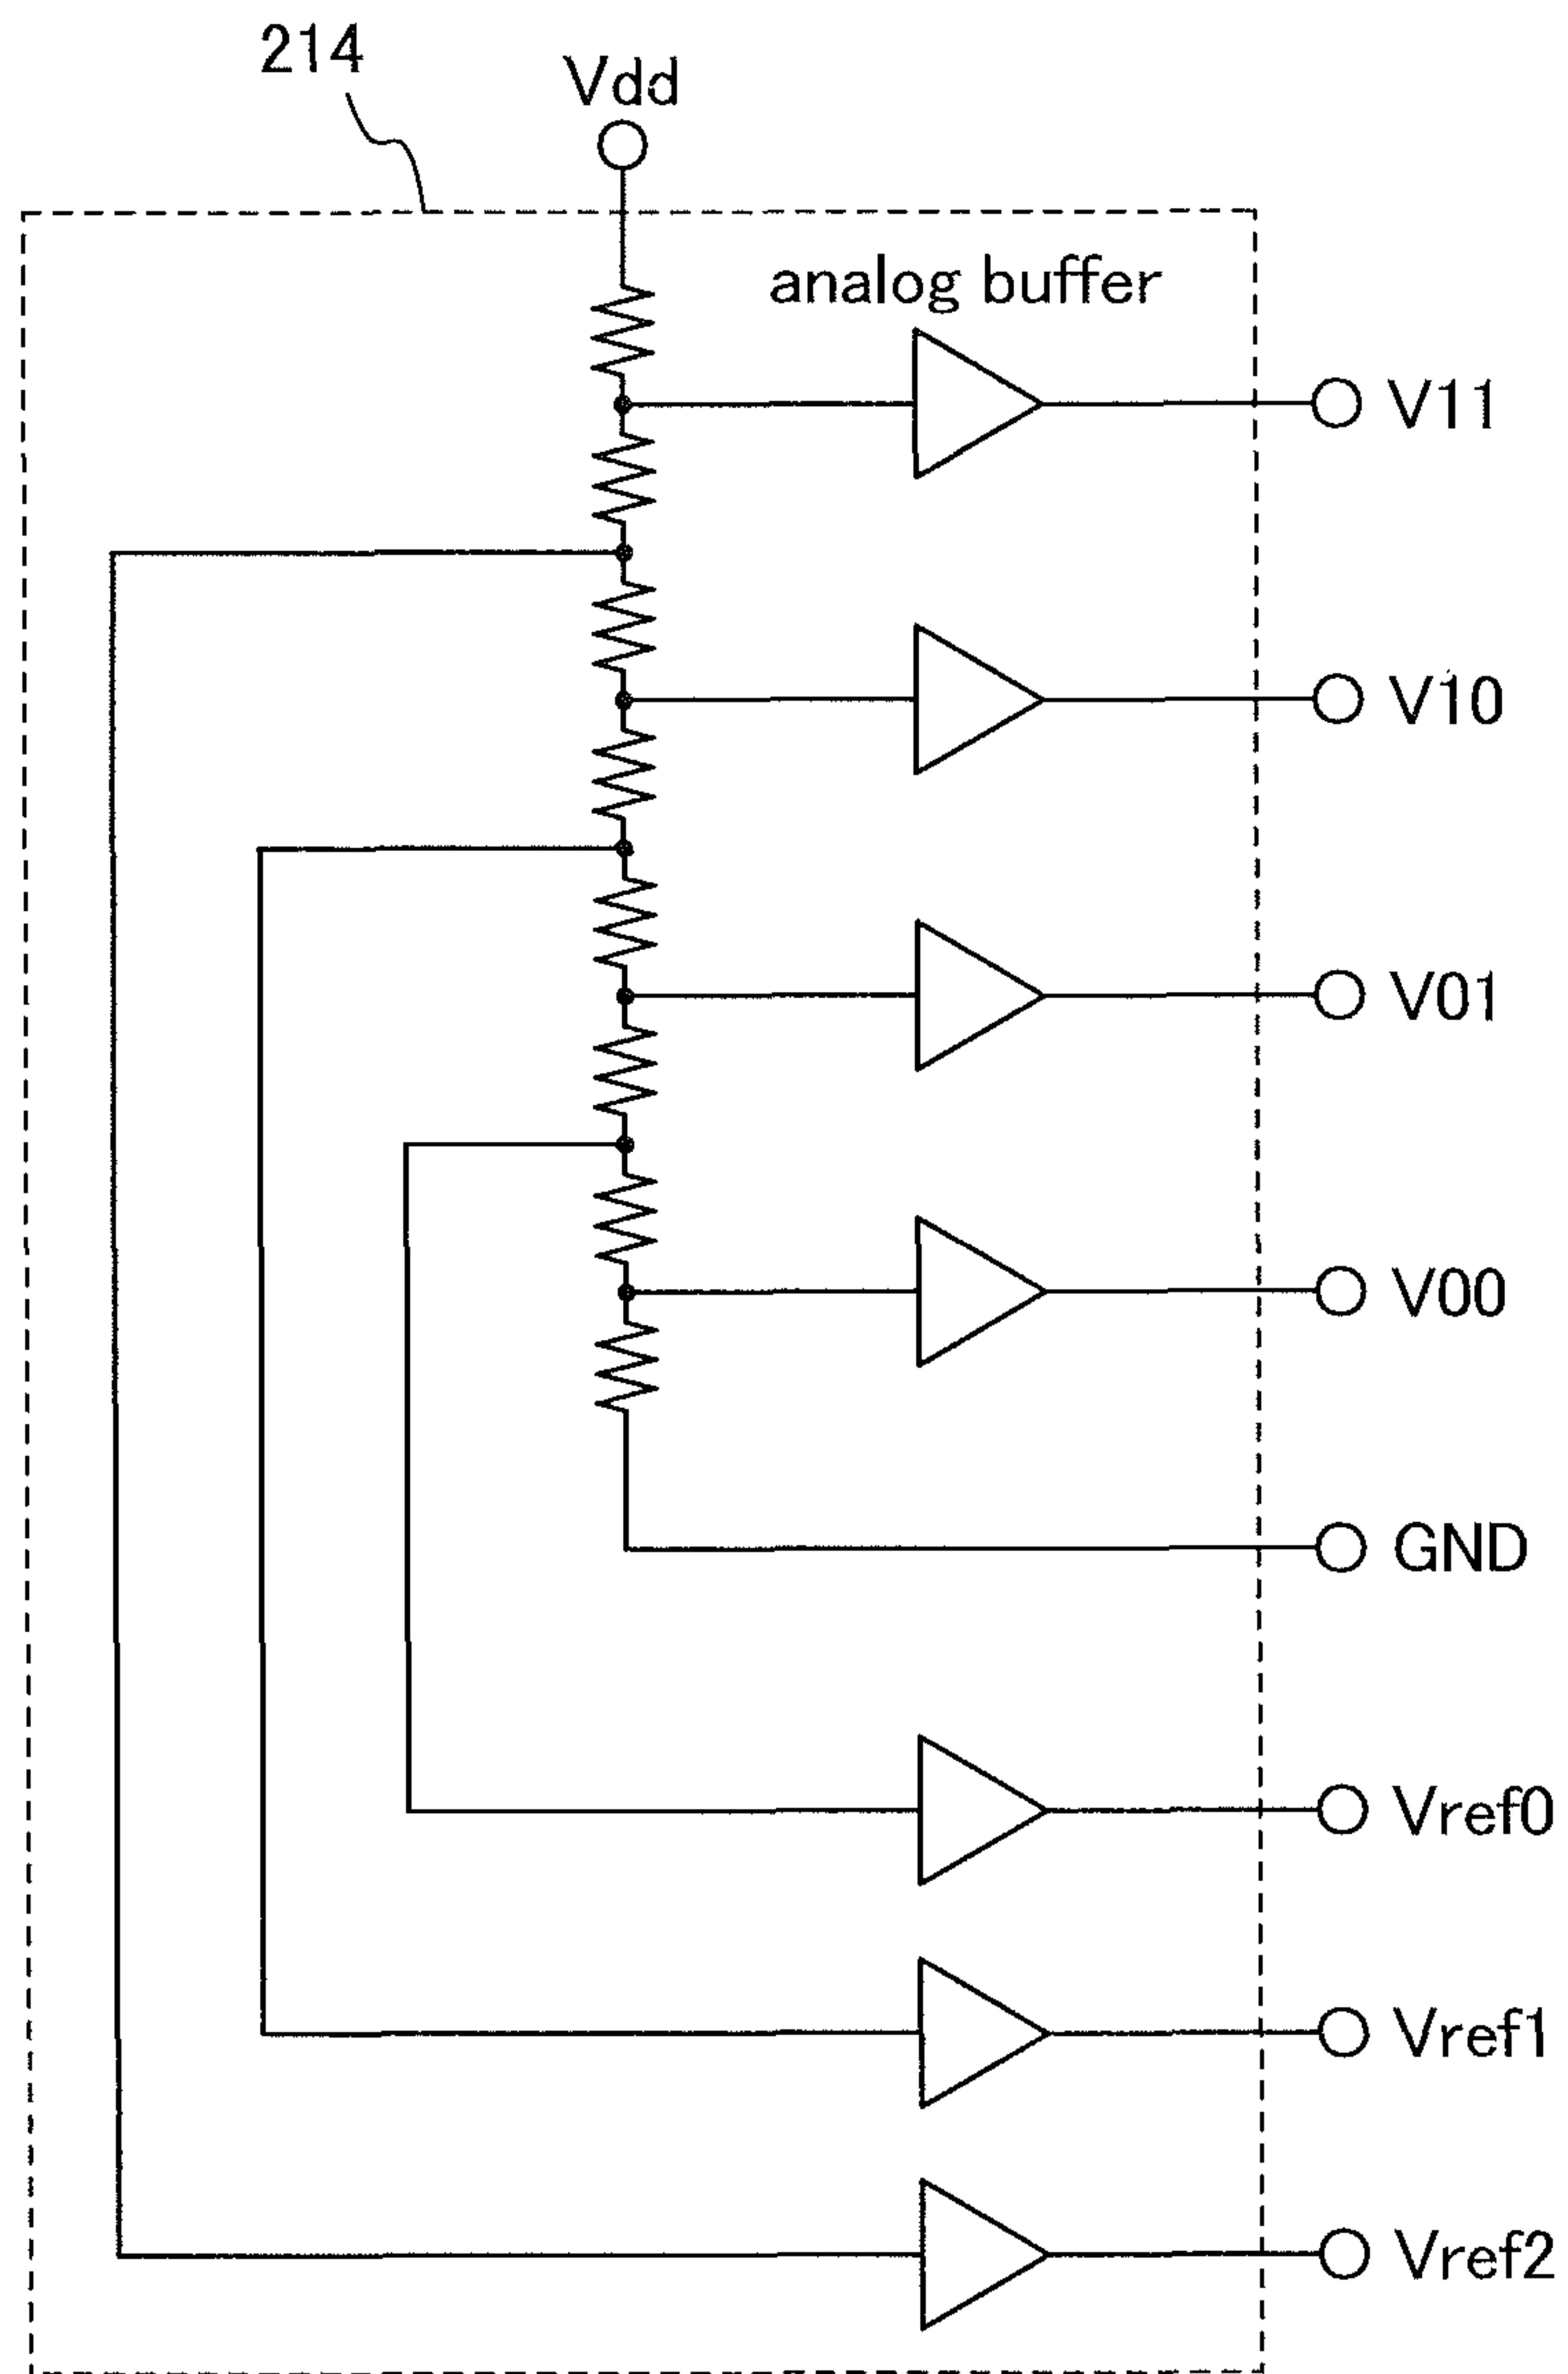 214
Vdd
analog buffer
V11
V10
V01
V00
GND
Vref0
Vref1
Vref2